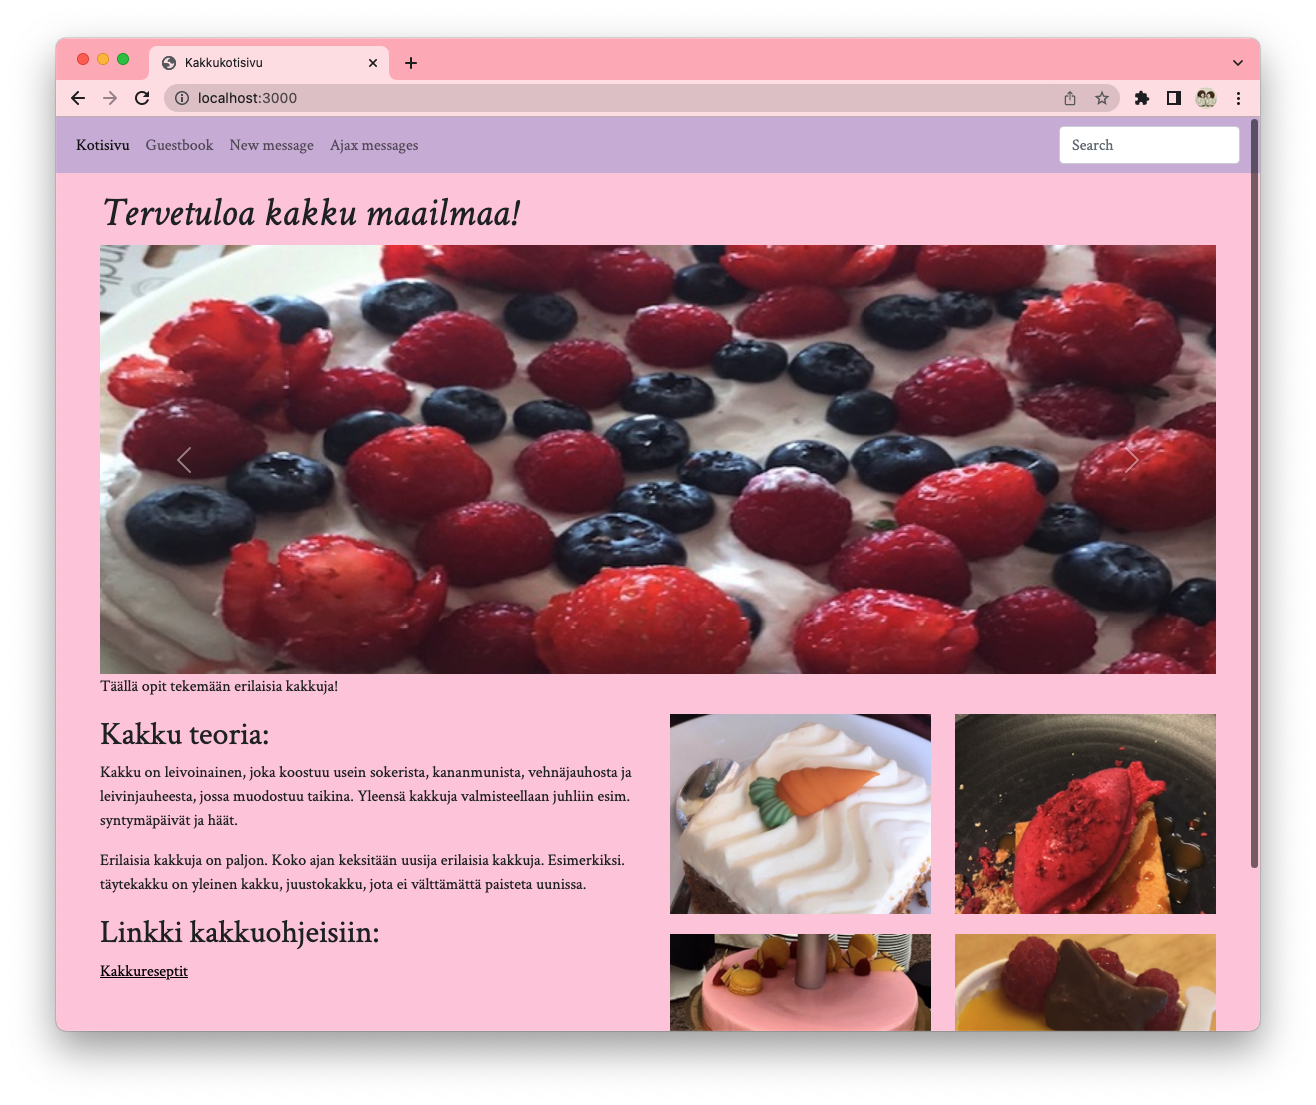 Kakkukotisivu
localhost:3000
Kotisivu Guestbook New message Ajax messages Search
Tervetuloa kakku maailmaa!
Täällä opit tekemään erilaisia kakkuja!
Kakku teoria:
Kakku on leivoinainen, joka koostuu usein sokerista, kananmunista, vehnäjauhosta ja
leivinjauheesta, jossa muodostuu taikina. Yleensä kakkuja valmisteellaan juhliin esim.
syntymäpäivät ja häät.
Erilaisia kakkuja on paljon. Koko ajan keksitään uusija erilaisia kakkuja. Esimerkiksi.
täytekakku on yleinen kakku, juustokakku, jota ei välttämättä paisteta uunissa.
Linkki kakkuohjeisiin:
Kakkureseptit